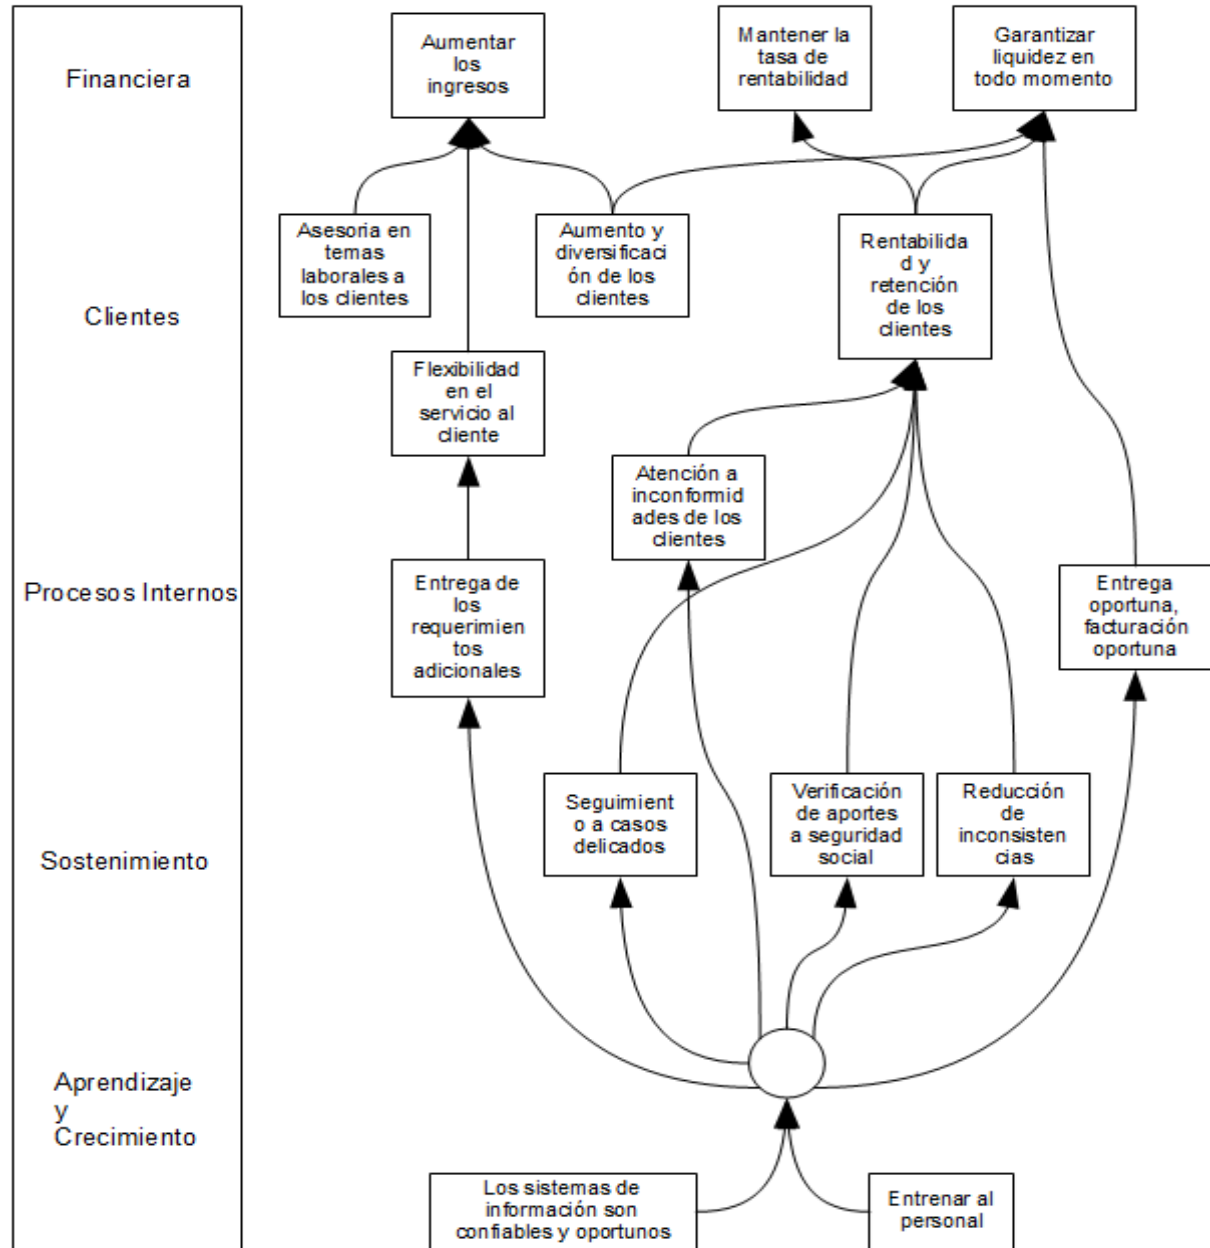 Financiera
Aumentar
los
ingresos
Mantener la
tasa de
rentabilidad
Garantizar
liquidez en
todo momento
Clientes
Asesoria en
temas
laborales a
los clientes
Aumento y
diversificaci
ón de los
clientes
Rentabilida
d y
retención
de los
clientes
Flexibilidad
en el
servicio al
cliente
Atención a
inconformid
ades de los
clientes
Procesos Internos
Entrega de
los
requerimien
tos
adicionales
Entrega
oportuna,
facturación
oportuna
Sostenimiento
Seguimient
o a casos
delicados
Verificación
de aportes
a seguridad
social
Reducción
de
inconsisten
cias
Aprendizaje
y
Crecimiento
Los sistemas de
información son
confiables y oportunos
Entrenar al
personal